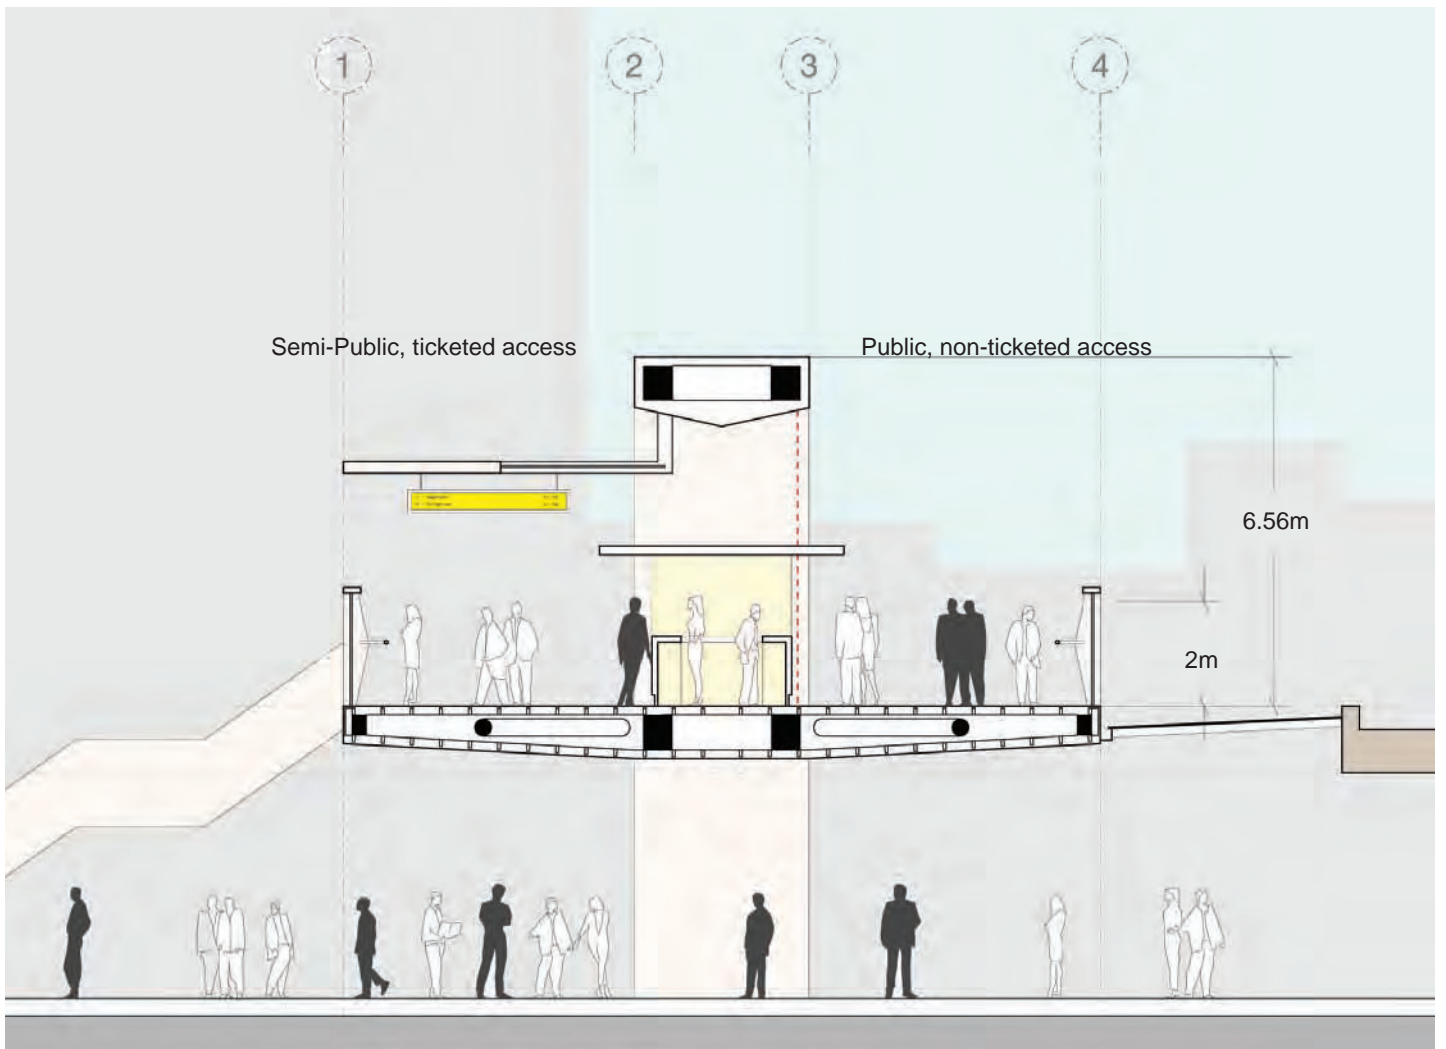 1
2
3
4
Semi-Public, ticketed access
Public, non-ticketed access
6.56m
2m